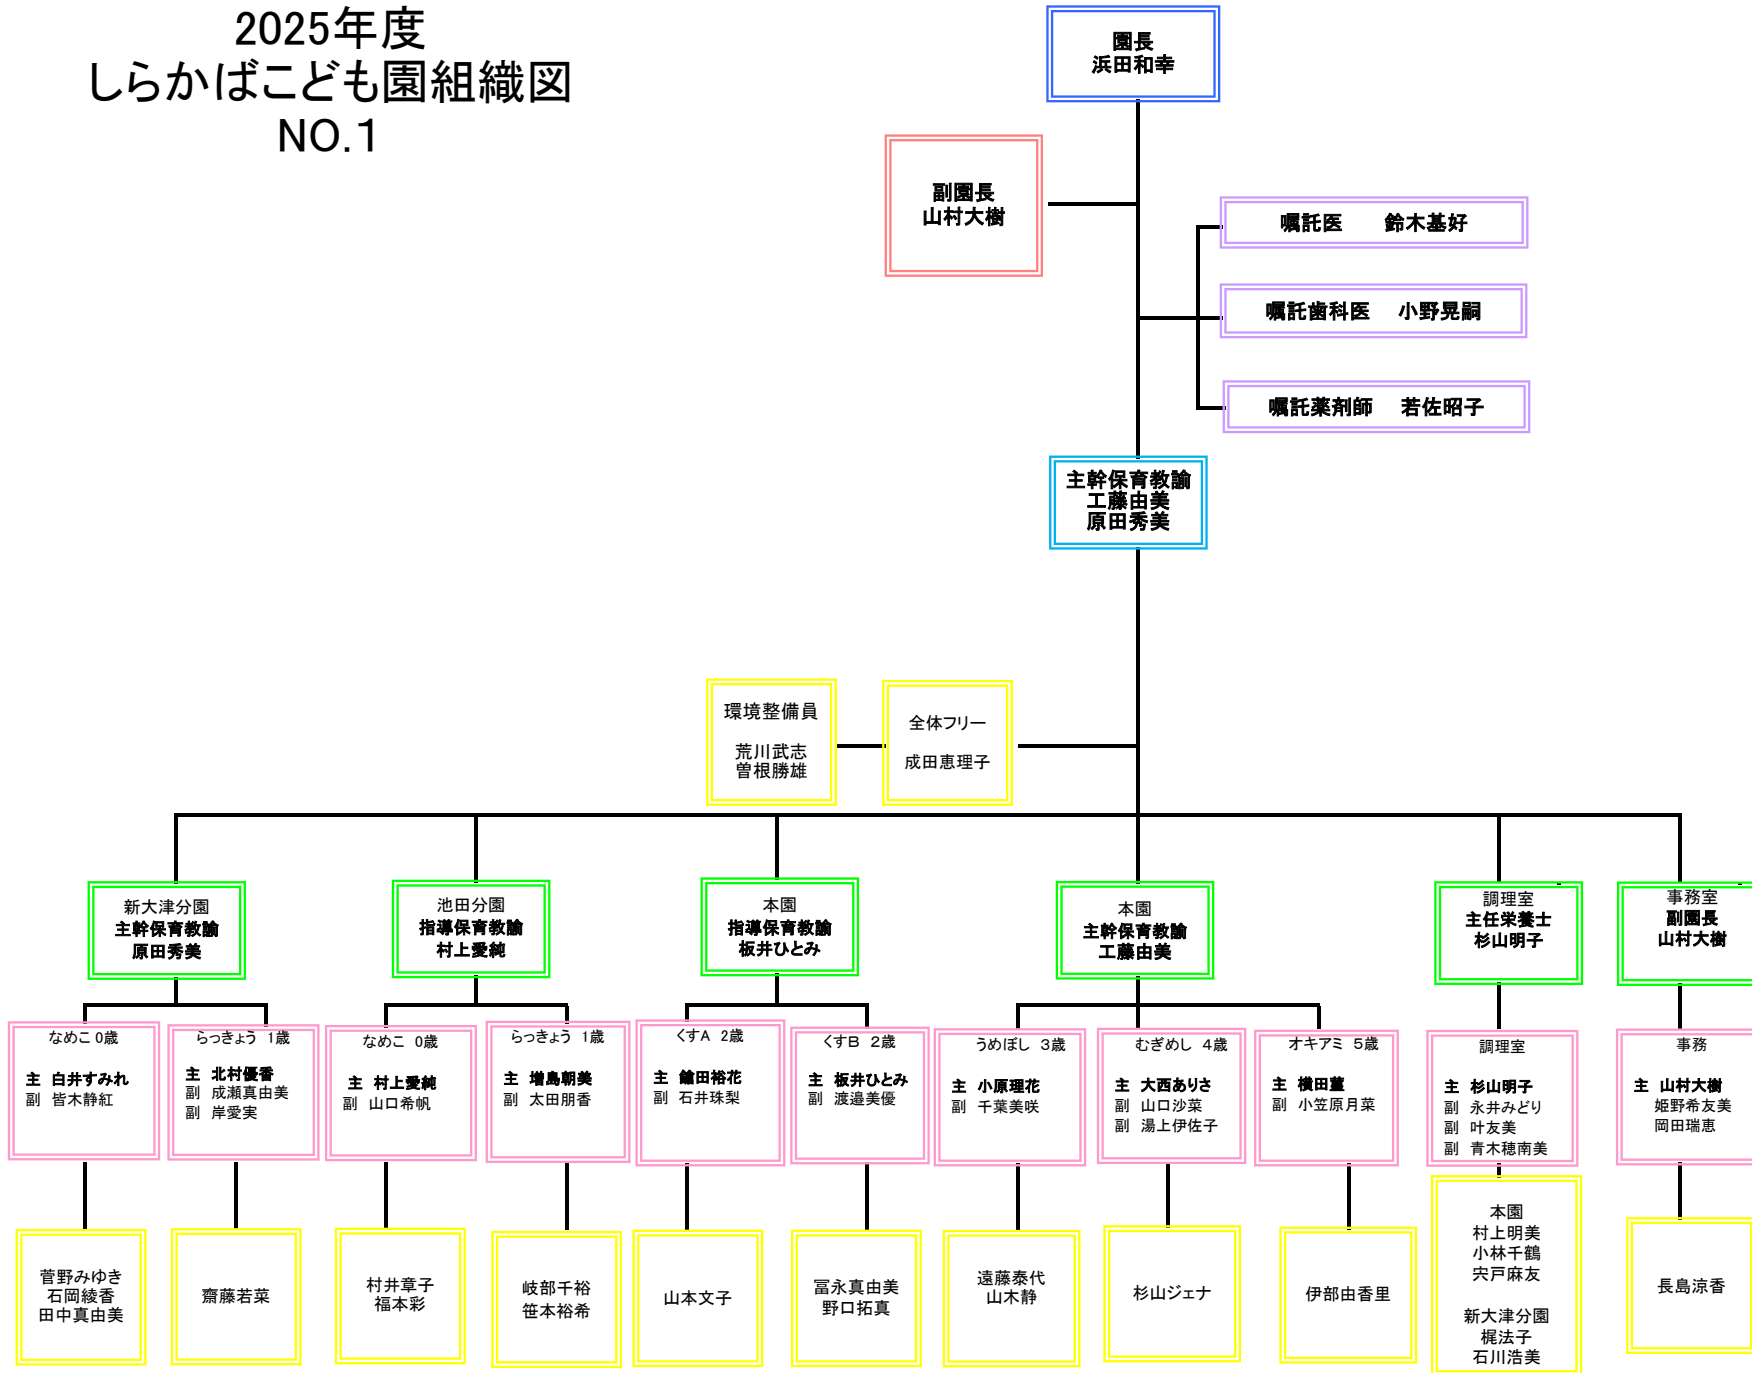 2025年度
しらかばこども園組織図
NO.1
園長
浜田和幸
副園長
山村大樹
嘱託医 鈴木基好
嘱託歯科医 小野晃嗣
嘱託薬剤師 若佐昭子
主幹保育教諭
工藤由美
原田秀美
環境整備員
荒川武志
曽根勝雄
全体フリー
成田恵理子
新大津分園
主幹保育教諭
原田秀美
池田分園
指導保育教諭
村上愛純
本園
指導保育教諭
板井ひとみ
本園
主幹保育教諭
工藤由美
調理室
主任栄養士
杉山明子
事務室
副園長
山村大樹
なめこ 0歳
主 白井すみれ
副 皆木静紅
らっきょう 1歳
主 北村優香
副 成瀬真由美
副 岸愛実
なめこ 0歳
主 村上愛純
副 山口希帆
らっきょう 1歳
主 増島朝美
副 太田朋香
くすA 2歳
主 鎗田裕花
副 石井珠梨
くすB 2歳
主 板井ひとみ
副 渡邉美優
うめぼし 3歳
主 小原理花
副 千葉美咲
むぎめし 4歳
主 大西ありさ
副 山口沙菜
副 湯上伊佐子
オキアミ 5歳
主 横田菫
副 小笠原月菜
調理室
主 杉山明子
副 永井みどり
副 叶友美
副 青木穂南美
事務
主 山村大樹
姫野希友美
岡田瑞恵
菅野みゆき
石岡綾香
田中真由美
齋藤若菜
村井章子
福本彩
岐部千裕
笹本裕希
山本文子
冨永真由美
野口拓真
遠藤泰代
山木静
杉山ジェナ
伊部由香里
本園
村上明美
小林千鶴
宍戸麻友
新大津分園
梶法子
石川浩美
長島涼香